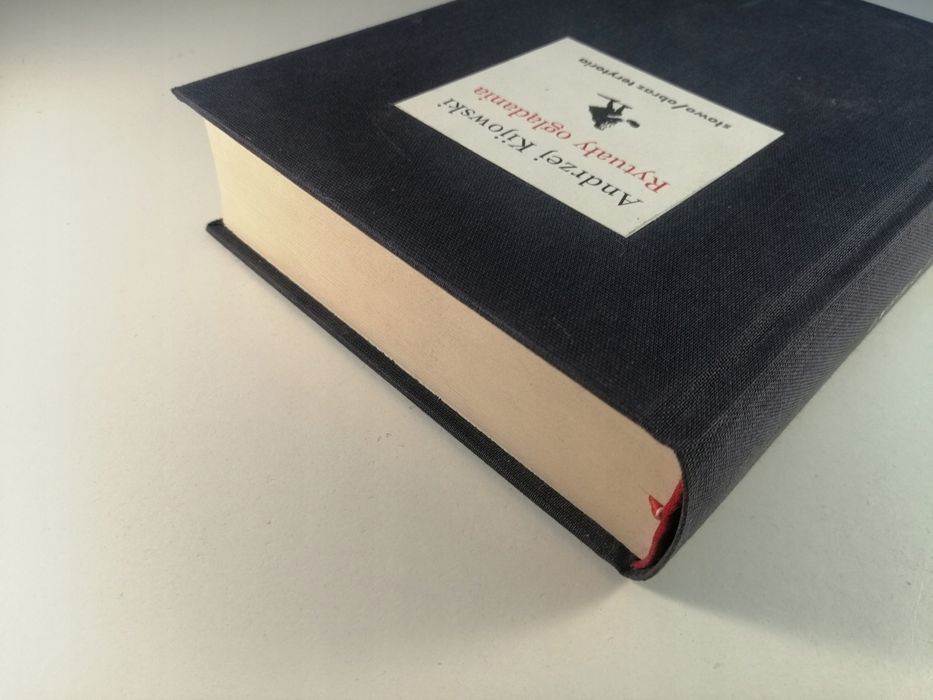 Andrzej Kijowski
Rytuały oglądania
słowo/obraz terytoria